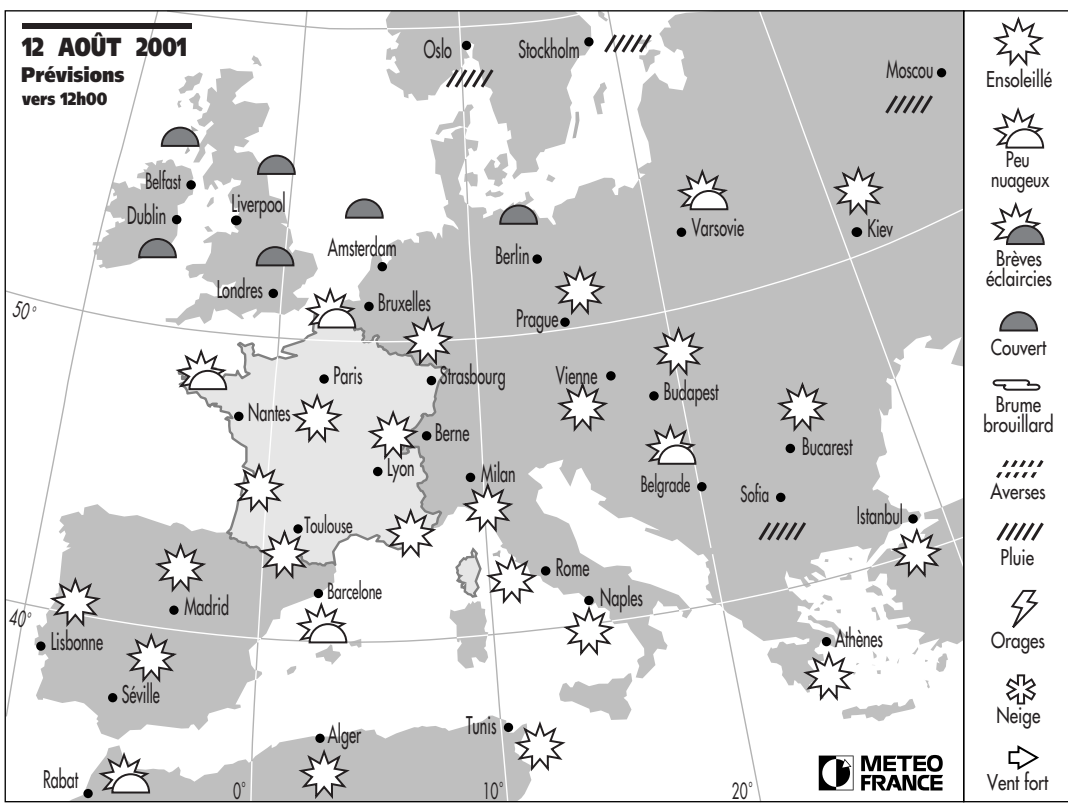 12 AOÛT 2001
Prévisions
vers 12h00
Oslo
Stockholm
Moscou
Belfast
Dublin
Liverpool
Varsovie
Kiev
Amsterdam
Berlin
Londres
Bruxelles
50°
Prague
Paris
Strasbourg
Vienne
Budapest
Nantes
Berne
Bucarest
Lyon
Milan
Belgrade
Sofia
Istanbul
Toulouse
Rome
Barcelone
Naples
Madrid
40°
Lisbonne
Athènes
Séville
Tunis
Alger
Rabat
0°
10°
20°
METEO
FRANCE
Ensoleillé
Peu
nuageux
Brèves
éclaircies
Couvert
Brume
brouillard
Averses
Pluie
Orages
Neige
Vent fort